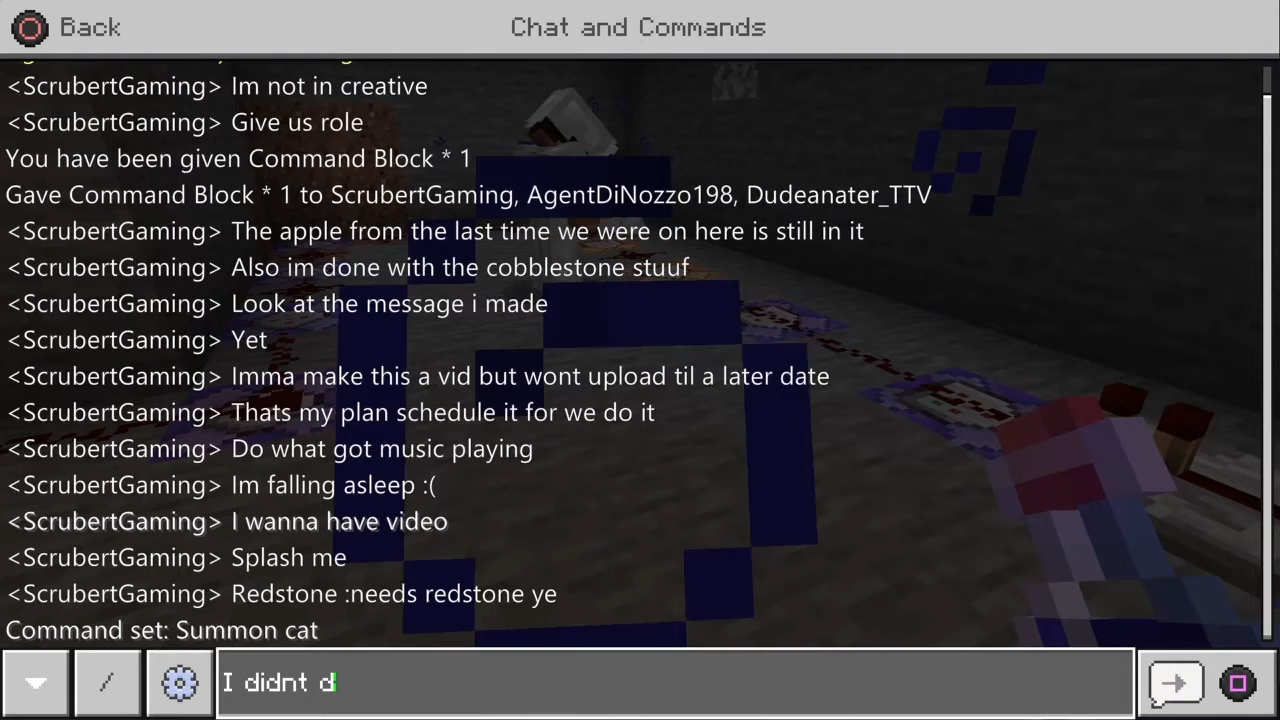 Back
Chat and Commands
<ScrubertGaming> Im not in creative
<ScrubertGaming> Give us role
You have been given Command Block * 1
Gave Command Block * 1 to ScrubertGaming, AgentDiNozzo198, Dudeanater_TTV
<ScrubertGaming> The apple from the last time we were on here is still in it
<ScrubertGaming> Also im done with the cobblestone stuuf
<ScrubertGaming> Look at the message i made
<ScrubertGaming> Yet
<ScrubertGaming> Imma make this a vid but wont upload til a later date
<ScrubertGaming> Thats my plan schedule it for we do it
<ScrubertGaming> Do what got music playing
<ScrubertGaming> Im falling asleep :(
<ScrubertGaming> I wanna have video
<ScrubertGaming> Splash me
<ScrubertGaming> Redstone :needs redstone ye
Command set: Summon cat
/
I didnt d